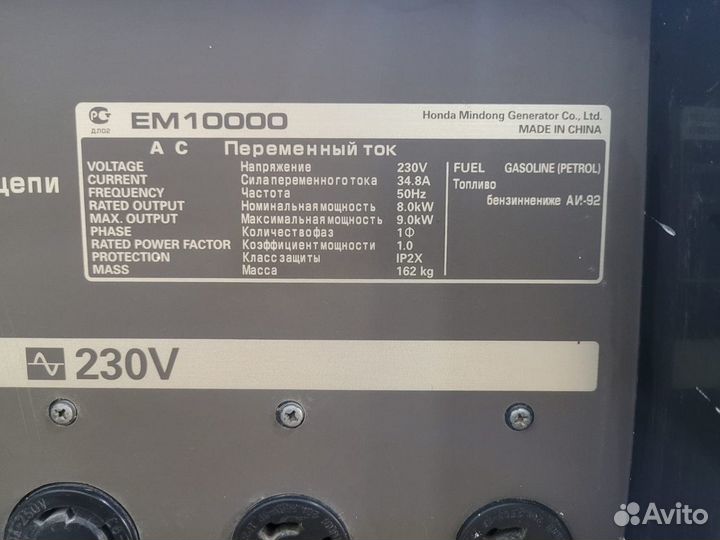 РС EM10000 Honda Mindong Generator Co., Ltd.
ДЛ02 MADE IN CHINA
A C Переменный ток
цепи
VOLTAGE Напряжение 230V
CURRENT Сила переменного тока 34.8A
FREQUENCY Частота 50Hz
RATED OUTPUT Номинальная мощность 8.0kW
MAX. OUTPUT Максимальная мощность 9.0kW
PHASE Количество фаз 1Ф
RATED POWER FACTOR Коэффициент мощности 1.0
PROTECTION Класс защиты IP2X
MASS Масса 162 kg
FUEL GASOLINE (PETROL)
Топливо
бензин ниже АИ-92
230V
250V
Avito